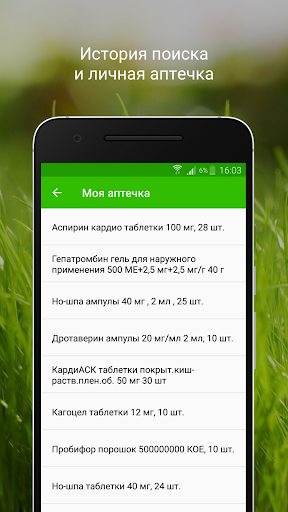 История поиска
и личная аптечка
6% 16:03
Моя аптечка
Аспирин кардио таблетки 100 мг, 28 шт.
Гепатромбин гель для наружного
применения 500 МЕ+2,5 мг+2,5 мг/г 40 г
Но-шпа ампулы 40 мг , 2 мл , 25 шт.
Дротаверин ампулы 20 мг/мл 2 мл, 10 шт.
КардиАСК таблетки покрыт.киш-
раств.плен.об. 50 мг 30 шт
Кагоцел таблетки 12 мг, 10 шт.
Пробифор порошок 500000000 КОЕ, 10 шт.
Но-шпа таблетки 40 мг, 24 шт.